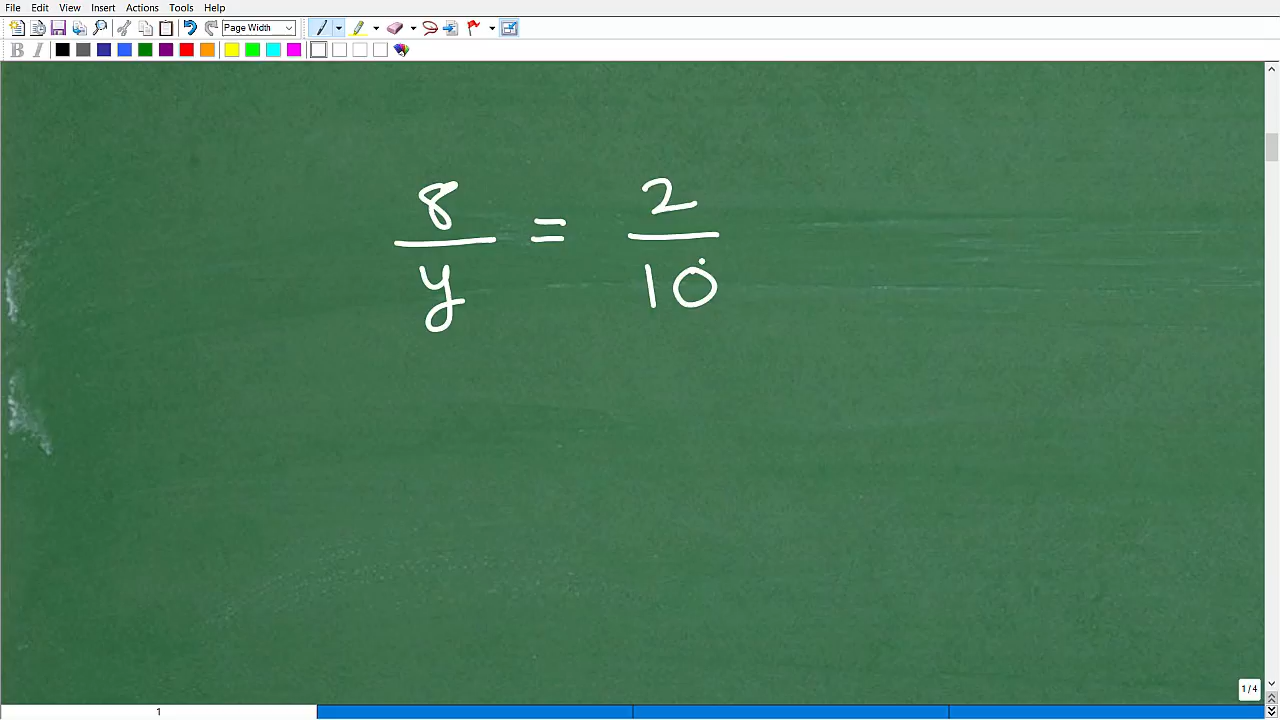 File Edit View Insert Actions Tools Help
Page Width
B I
8/y = 2/10
1/4
1